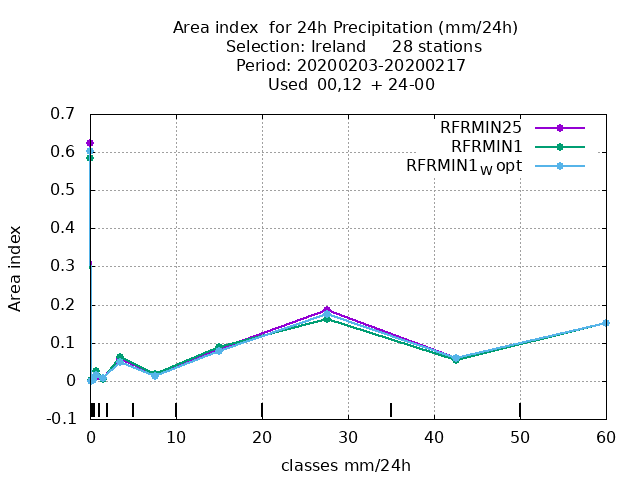 Area index  for 24h Precipitation (mm/24h)
Selection: Ireland     28 stations
Period: 20200203-20200217
Used  00,12  + 24-00
RFRMIN25
RFRMIN1
RFRMIN1w opt
0.7
0.6
0.5
0.4
0.3
0.2
0.1
0
-0.1
Area index
0 10 20 30 40 50 60
classes mm/24h